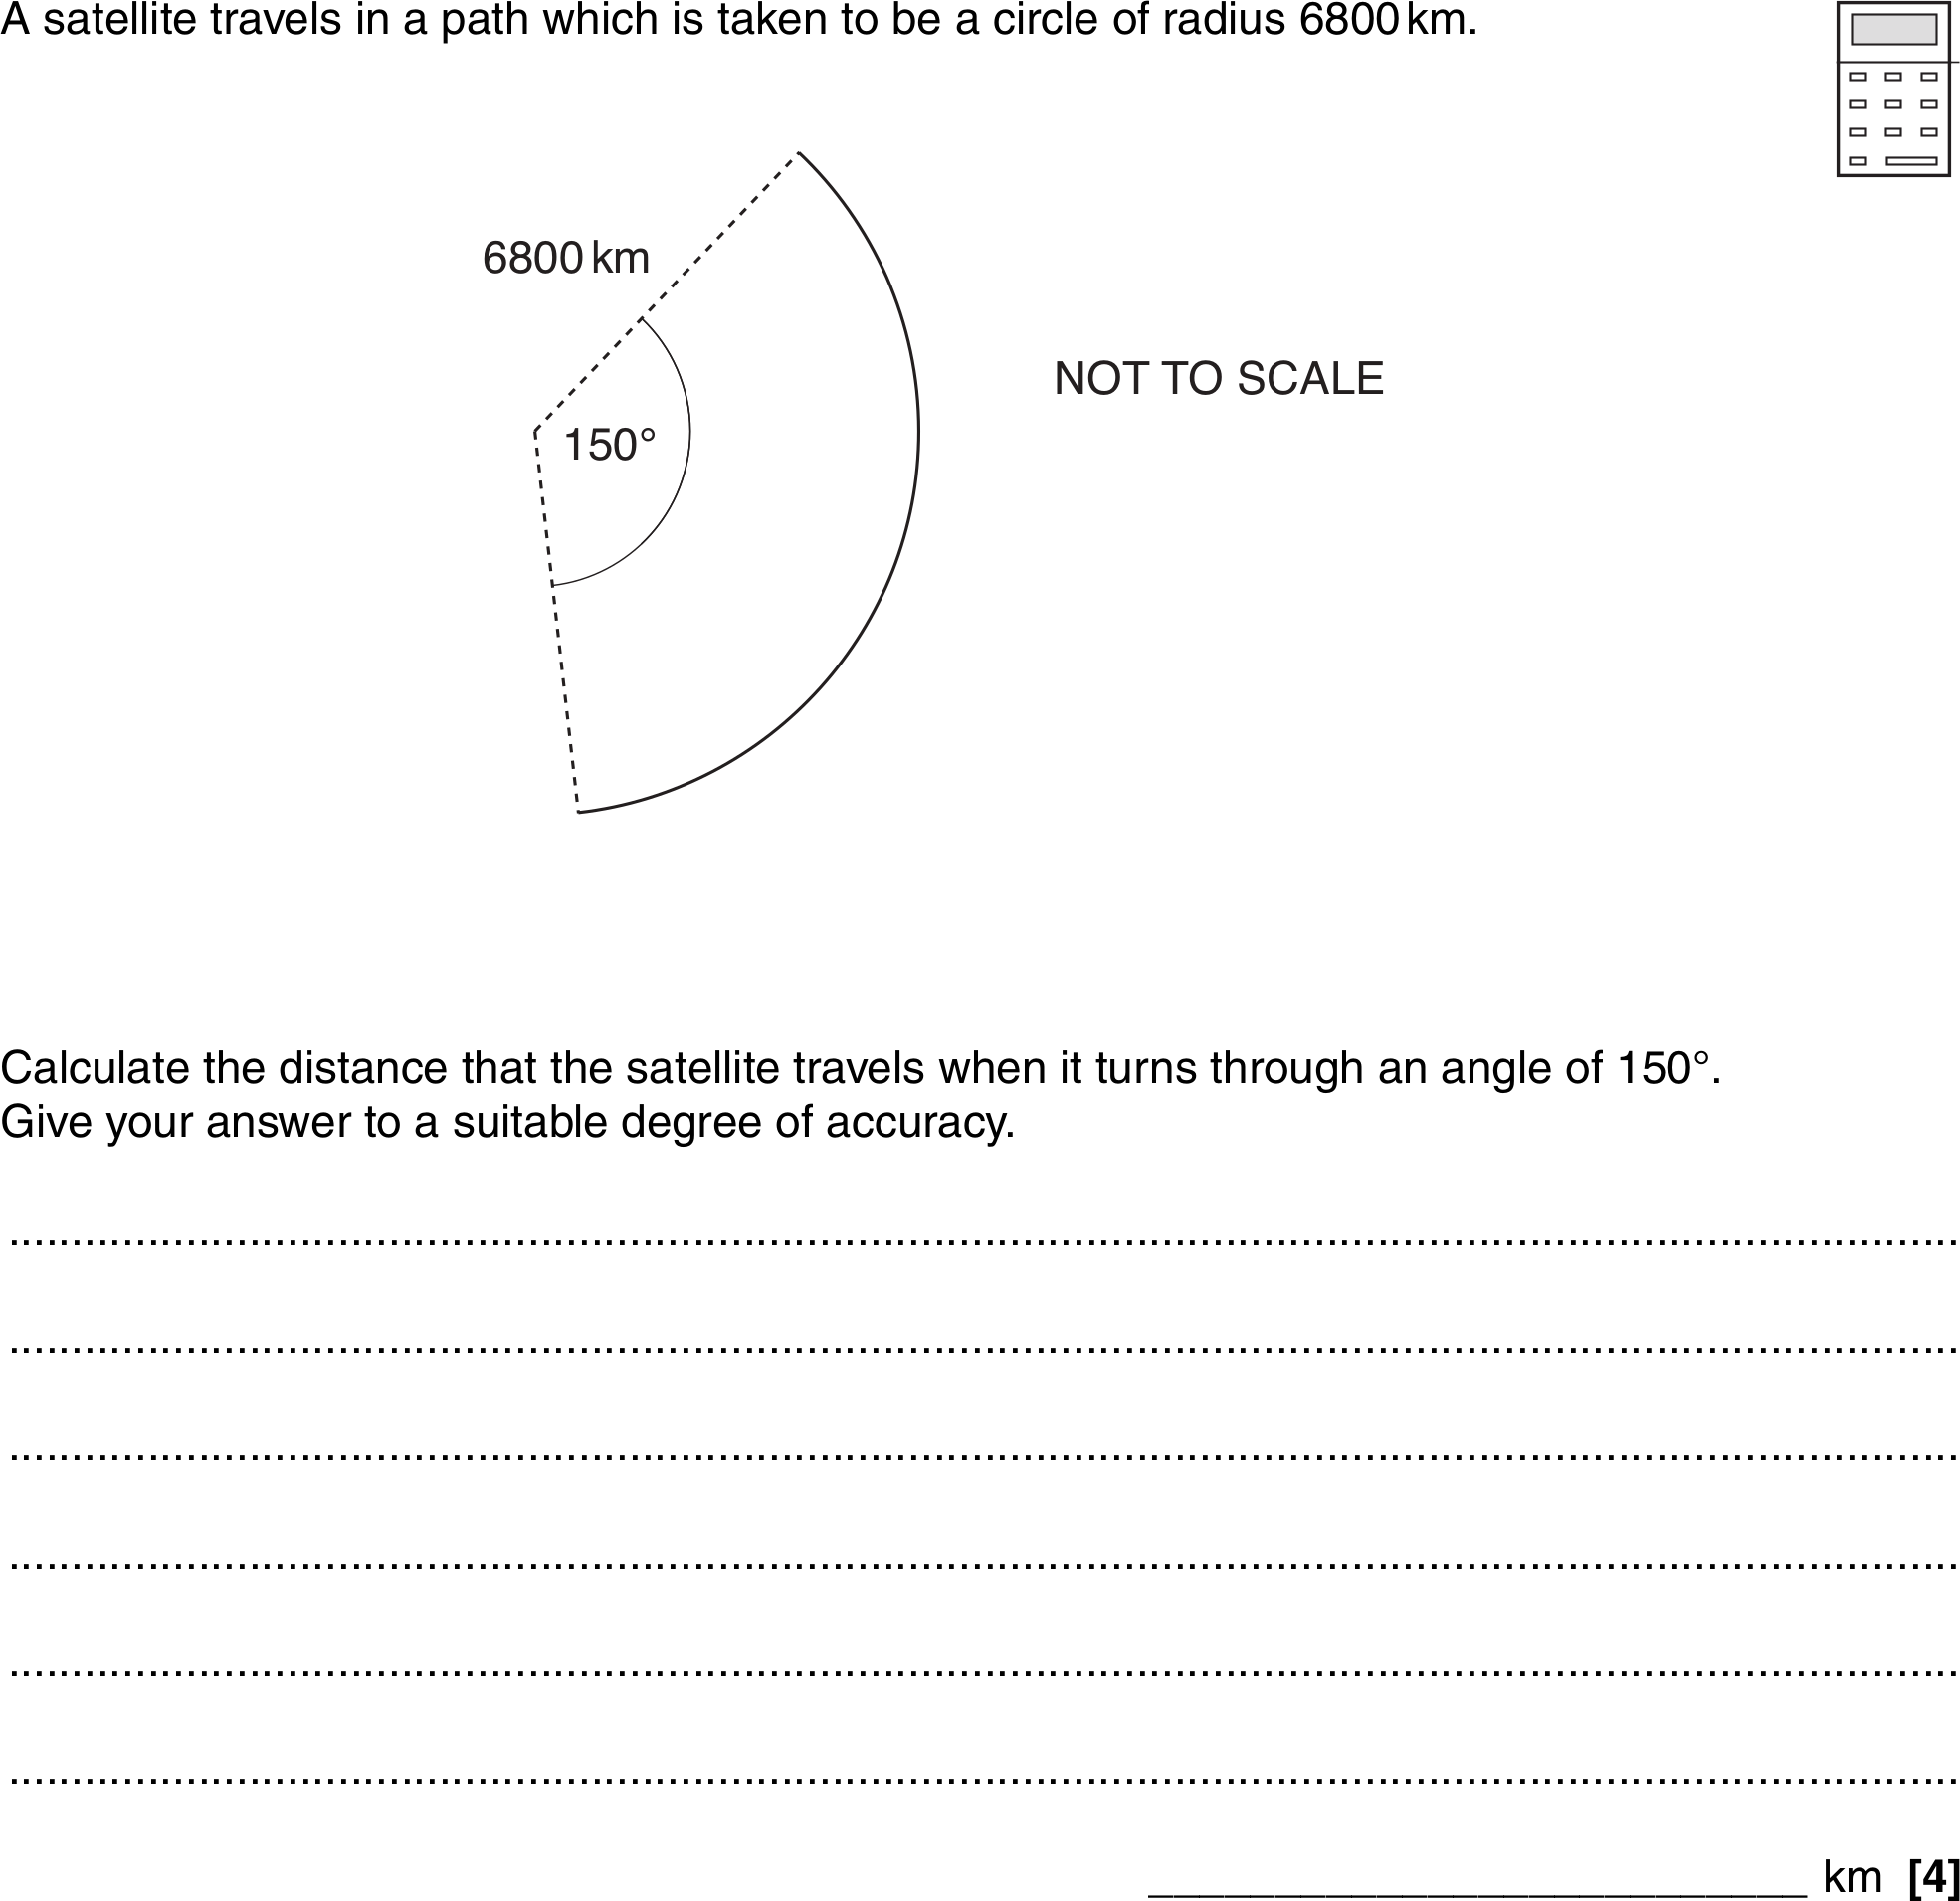 A satellite travels in a path which is taken to be a circle of radius 6800 km.
6800 km
NOT TO SCALE
150°
Calculate the distance that the satellite travels when it turns through an angle of 150°.
Give your answer to a suitable degree of accuracy.
km [4]